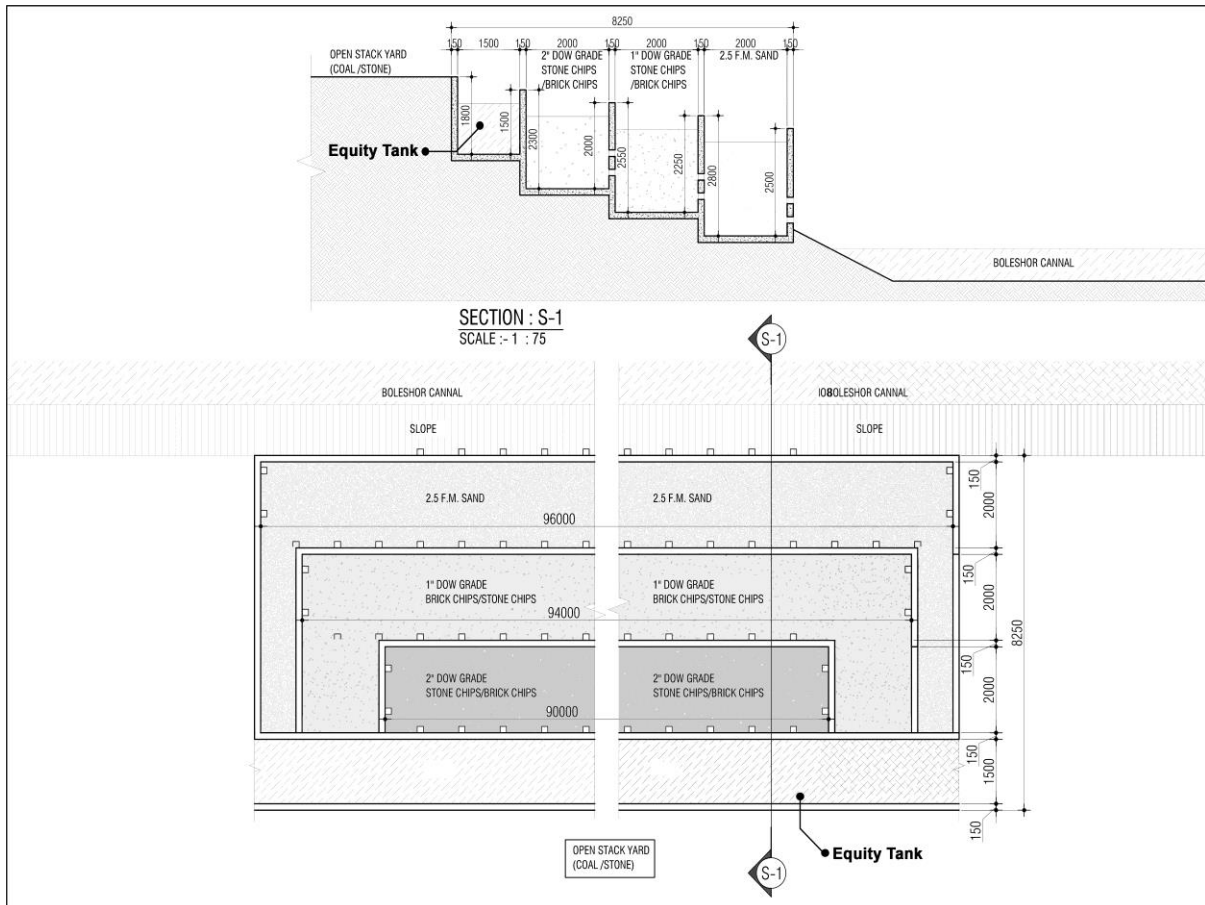 8250
150 1500 150 2000 150 2000 150 2000 150
OPEN STACK YARD
(COAL /STONE)
2" DOW GRADE
STONE CHIPS
/BRICK CHIPS
1" DOW GRADE
STONE CHIPS
/BRICK CHIPS
2.5 F.M. SAND
1800
1500
2300
2000
2550
2250
2800
2500
Equity Tank
BOLESHOR CANNAL
SECTION : S-1
SCALE :- 1 : 75
S-1
BOLESHOR CANNAL
BOLESHOR CANNAL
SLOPE
SLOPE
2.5 F.M. SAND
2.5 F.M. SAND
96000
1" DOW GRADE
BRICK CHIPS/STONE CHIPS
1" DOW GRADE
BRICK CHIPS/STONE CHIPS
94000
2" DOW GRADE
STONE CHIPS/BRICK CHIPS
2" DOW GRADE
STONE CHIPS/BRICK CHIPS
90000
150
2000
150
2000
8250
150
2000
150
1500
150
Equity Tank
OPEN STACK YARD
(COAL /STONE)
S-1